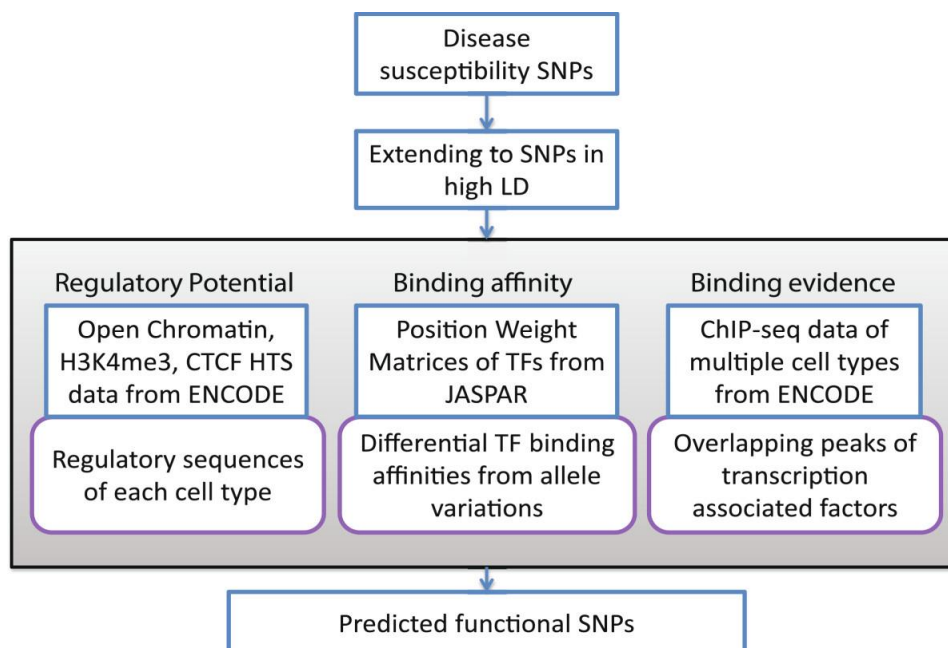 Disease
susceptibility SNPs
Extending to SNPs in
high LD
Regulatory Potential
Open Chromatin,
H3K4me3, CTCF HTS
data from ENCODE
Regulatory sequences
of each cell type
Binding affinity
Position Weight
Matrices of TFs from
JASPAR
Differential TF binding
affinities from allele
variations
Binding evidence
ChIP-seq data of
multiple cell types
from ENCODE
Overlapping peaks of
transcription
associated factors
Predicted functional SNPs